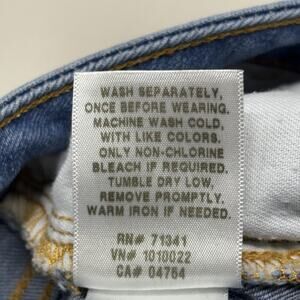 WASH SEPARATELY,
ONCE BEFORE WEARING.
MACHINE WASH COLD,
WITH LIKE COLORS.
ONLY NON-CHLORINE
BLEACH IF REQUIRED.
TUMBLE DRY LOW,
REMOVE PROMPTLY.
WARM IRON IF NEEDED.
RN# 71341
VN# 1010022
CA# 04764